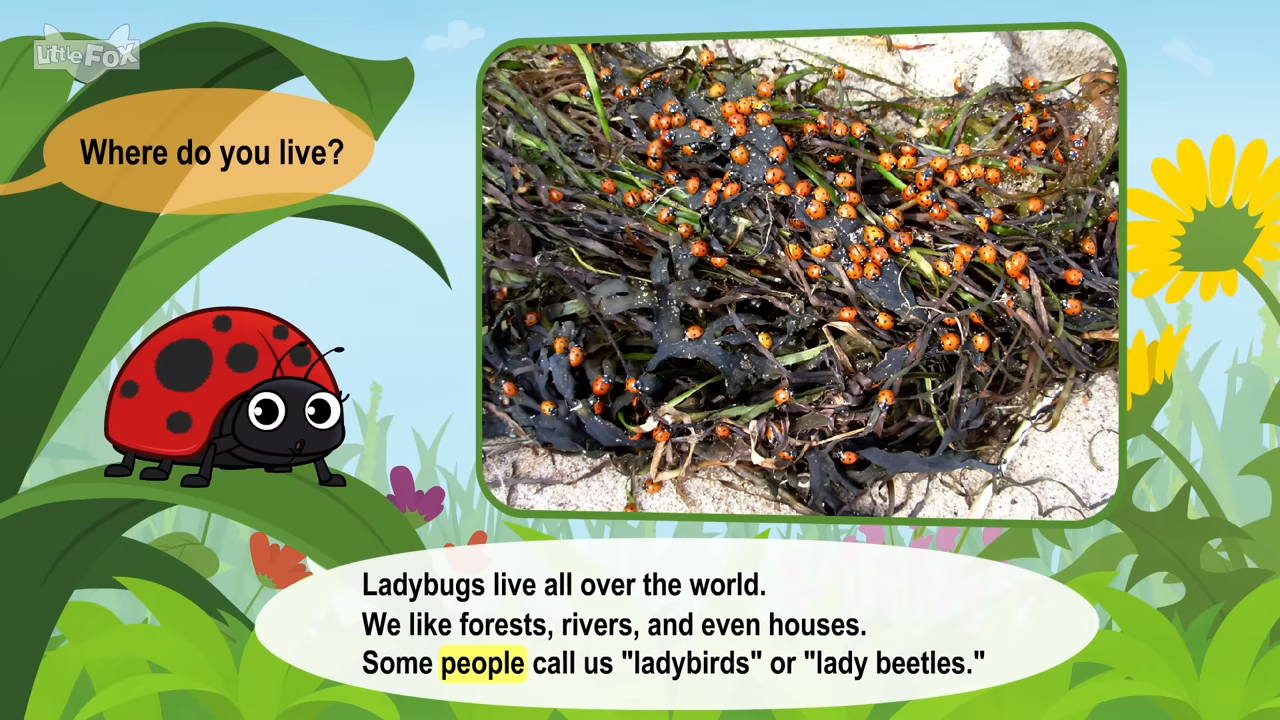 Little Fox
Where do you live?
Ladybugs live all over the world.
We like forests, rivers, and even houses.
Some people call us "ladybirds" or "lady beetles."